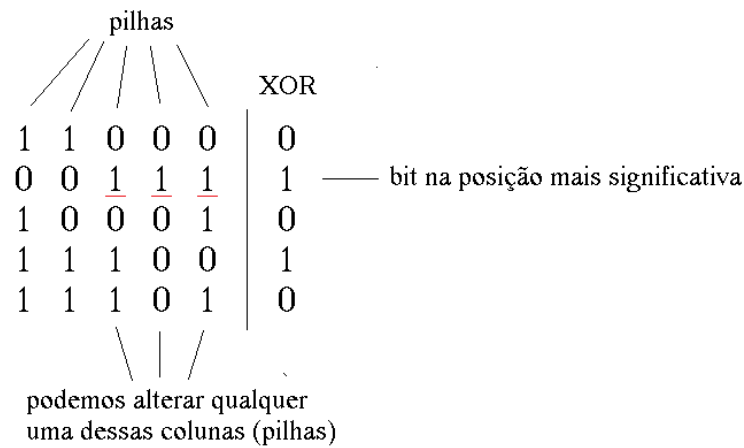 pilhas
XOR
1 1 0 0 0 0
0 0 1 1 1 1 bit na posição mais significativa
1 0 0 0 1 0
1 1 1 0 0 1
1 1 1 0 1 0
podemos alterar qualquer
uma dessas colunas (pilhas)